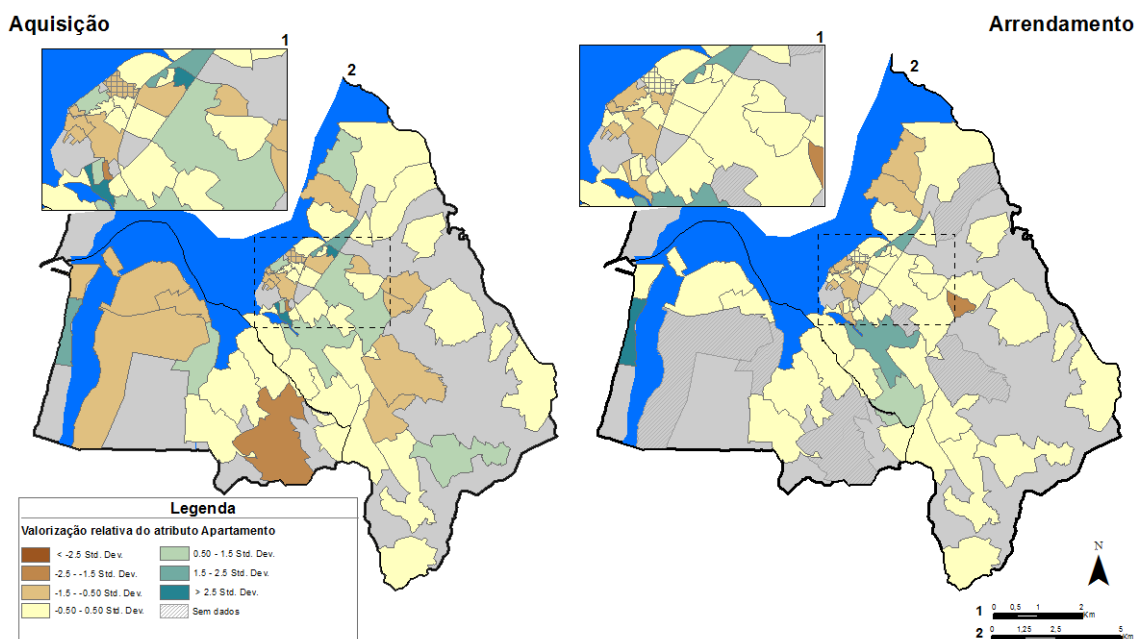 Aquisição
Arrendamento
1
2
1
2
Legenda
Valorização relativa do atributo Apartamento
< -2.5 Std. Dev.
-2.5 - -1.5 Std. Dev.
-1.5 - -0.50 Std. Dev.
-0.50 - 0.50 Std. Dev.
0.50 - 1.5 Std. Dev.
1.5 - 2.5 Std. Dev.
> 2.5 Std. Dev.
Sem dados
N
1
0 0,5 1 2
Km
2
0 1,25 2,5 5
Km